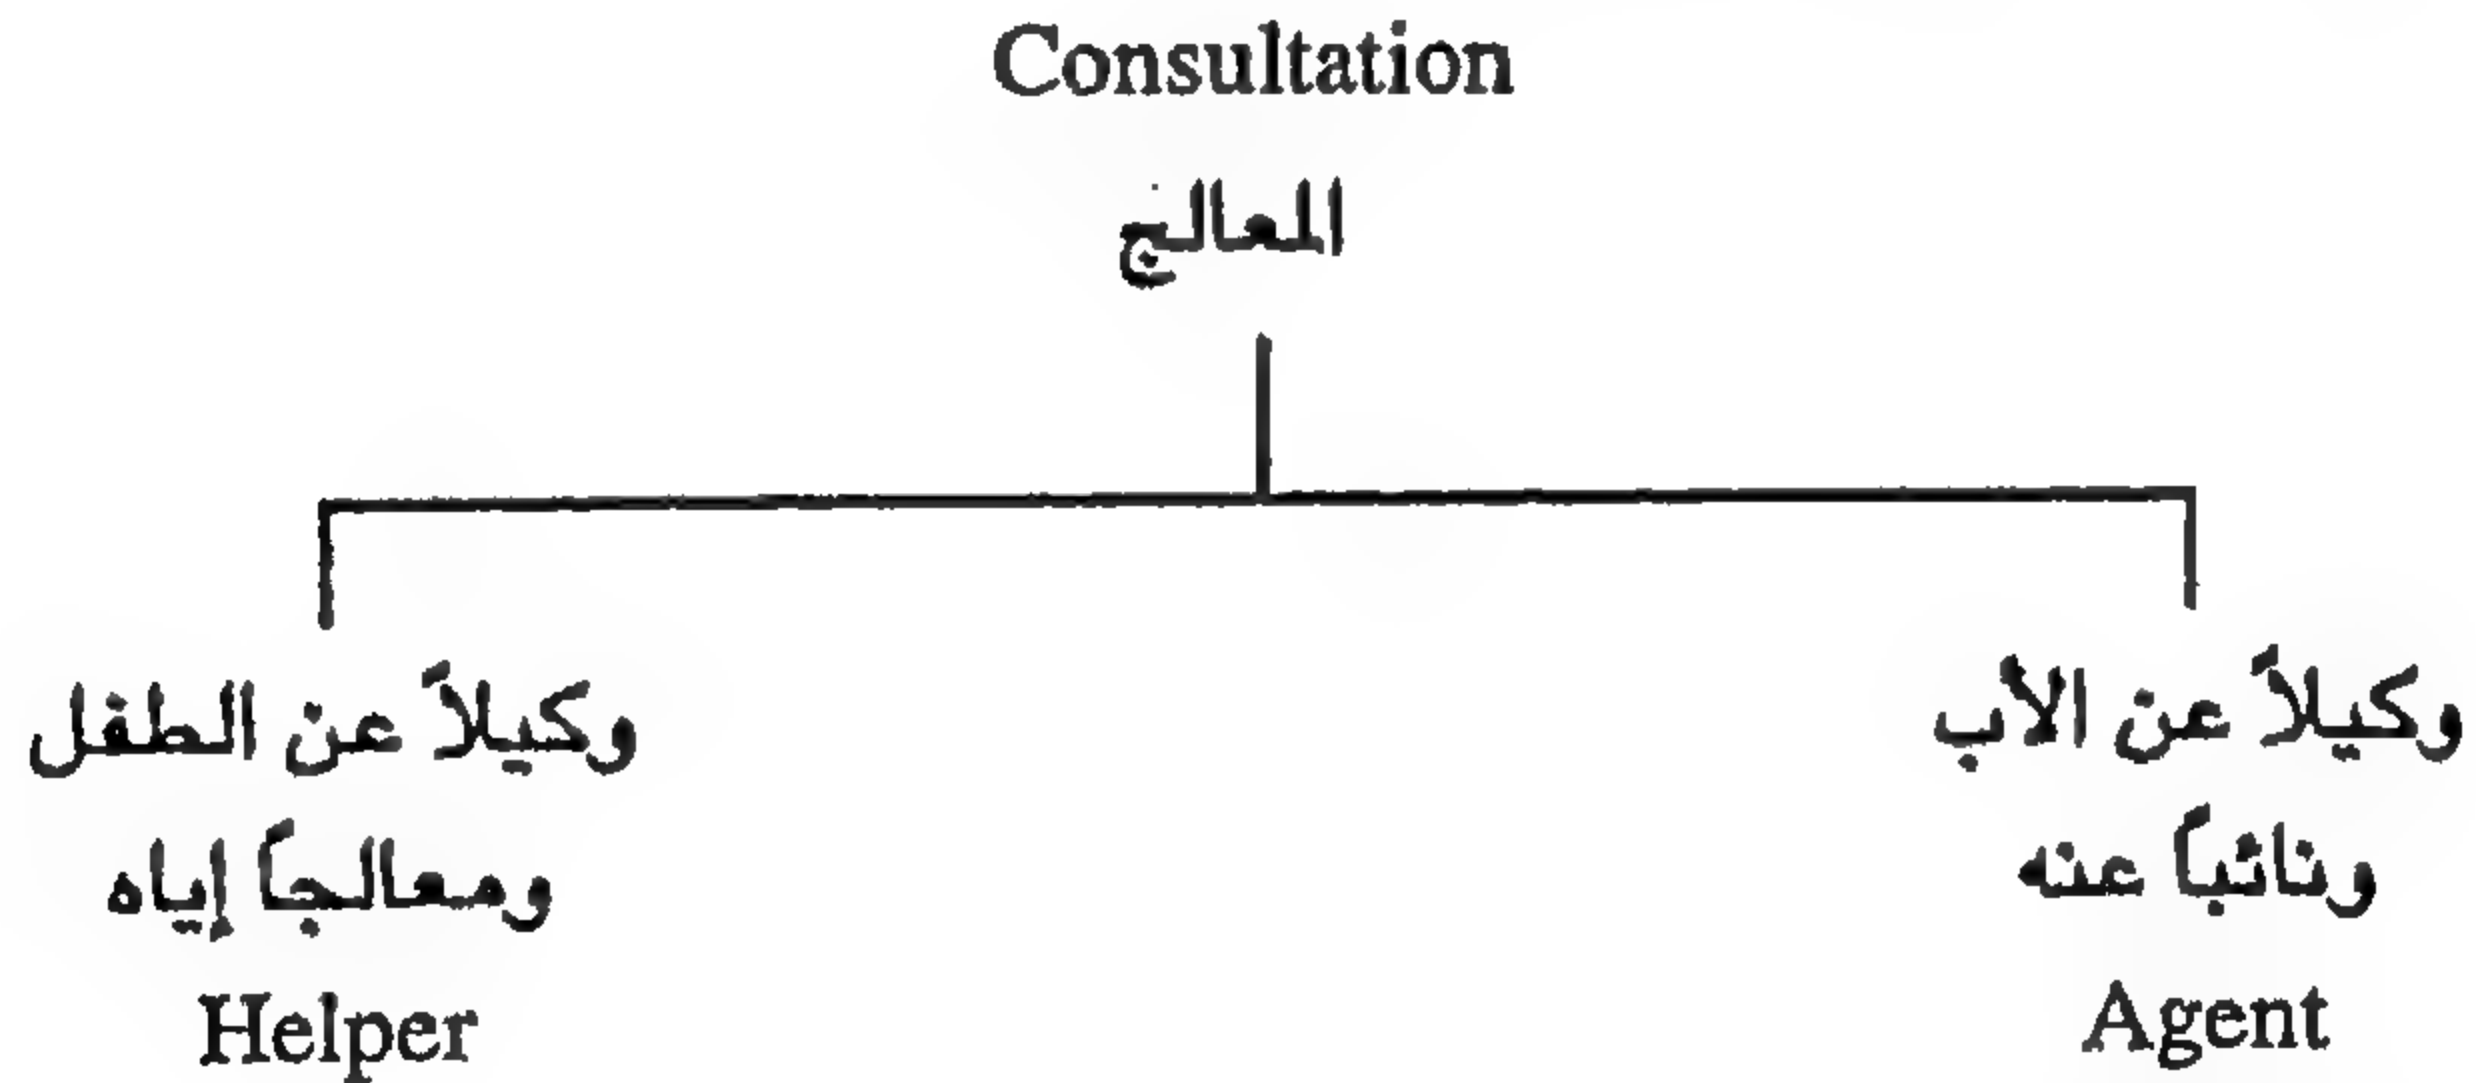 Consultation
المعالج
وكيلاً عن الأب
ونائباً عنه
Agent
وكيلاً عن الطفل
ومعالجاً إياه
Helper